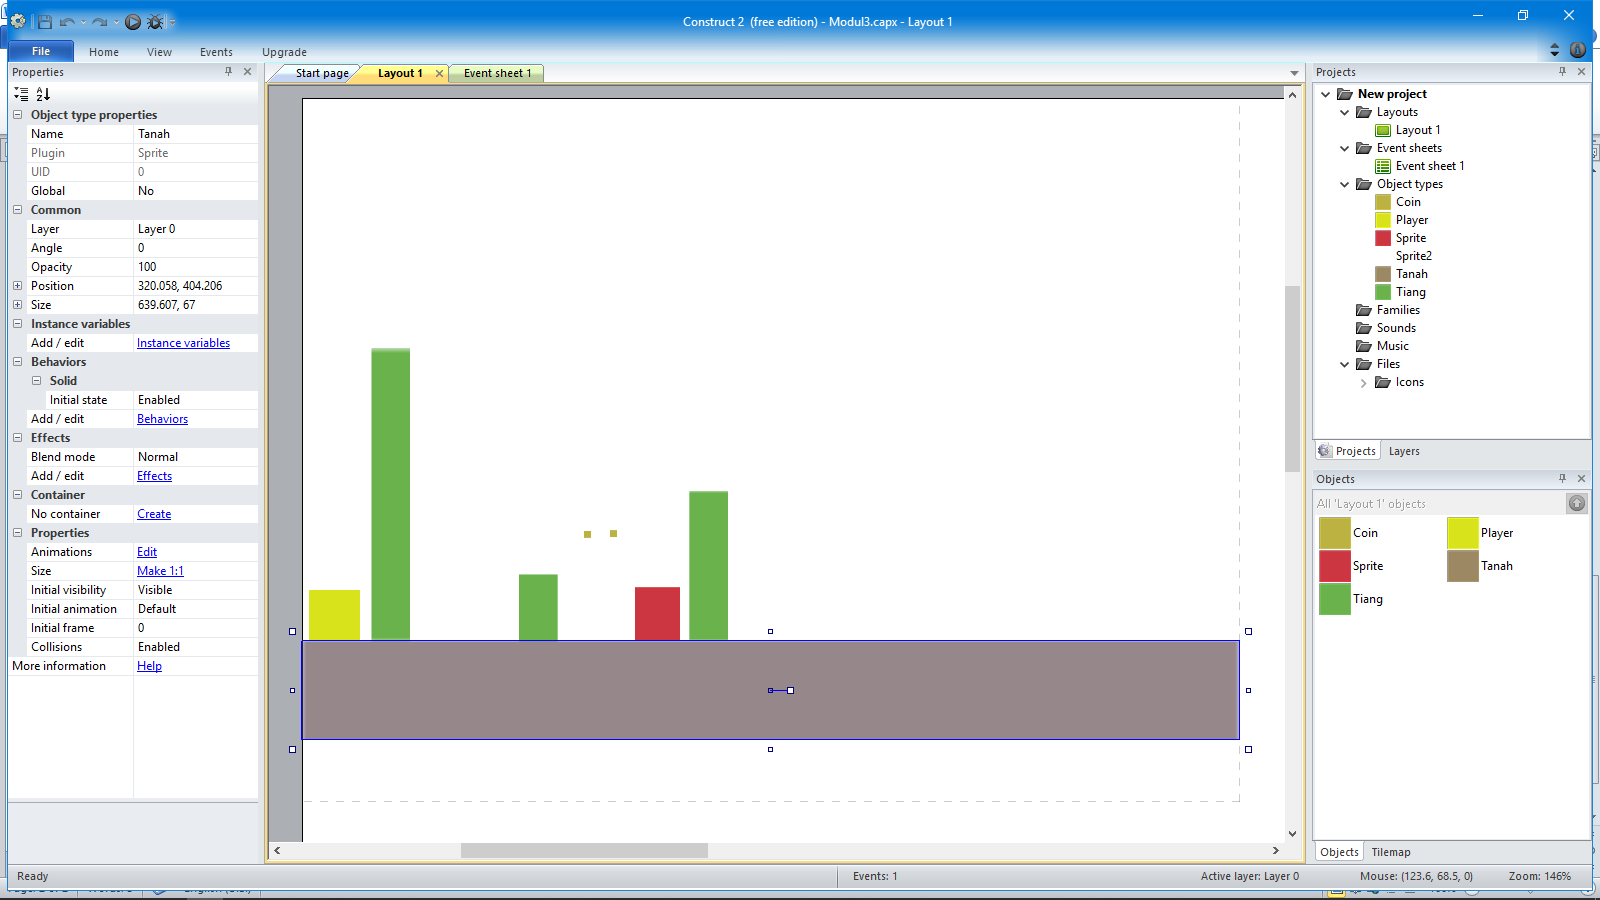 Construct 2 (free edition) - Modul3.capx - Layout 1
File Home View Events Upgrade
Properties
Object type properties
Name Tanah
Plugin Sprite
UID 0
Global No
Common
Layer Layer 0
Angle 0
Opacity 100
Position 320.058, 404.206
Size 639.607, 67
Instance variables
Add / edit Instance variables
Behaviors
Solid
Initial state Enabled
Add / edit Behaviors
Effects
Blend mode Normal
Add / edit Effects
Container
No container Create
Properties
Animations Edit
Size Make 1:1
Initial visibility Visible
Initial animation Default
Initial frame 0
Collisions Enabled
More information Help
Start page Layout 1 Event sheet 1
Projects
New project
Layouts
Layout 1
Event sheets
Event sheet 1
Object types
Coin
Player
Sprite
Sprite2
Tanah
Tiang
Families
Sounds
Music
Files
Icons
Projects Layers
Objects
All 'Layout 1' objects
Coin Player
Sprite Tanah
Tiang
Objects Tilemap
Ready Events: 1 Active layer: Layer 0 Mouse: (123.6, 68.5, 0) Zoom: 146%